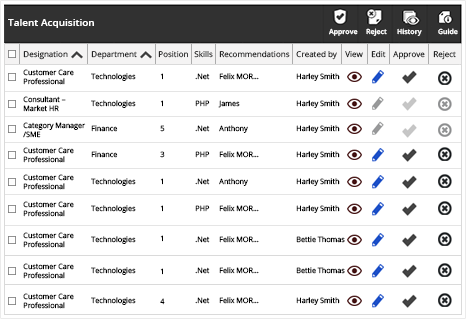 Talent Acquisition
Approve Reject History Guide
Designation Department Position Skills Recommendations Created by View Edit Approve Reject
Customer Care Professional Technologies 1 .Net Felix MOR... Harley Smith
Consultant – Market HR Technologies 1 PHP James Harley Smith
Category Manager /SME Finance 5 .Net Anthony Harley Smith
Customer Care Professional Finance 3 PHP Felix MOR... Harley Smith
Customer Care Professional Technologies 1 .Net Anthony Harley Smith
Customer Care Professional Technologies 1 PHP Felix MOR... Harley Smith
Customer Care Professional Technologies 1 .Net Felix MOR... Bettie Thomas
Customer Care Professional Technologies 1 .Net Felix MOR... Bettie Thomas
Customer Care Professional Technologies 4 .Net Felix MOR... Harley Smith